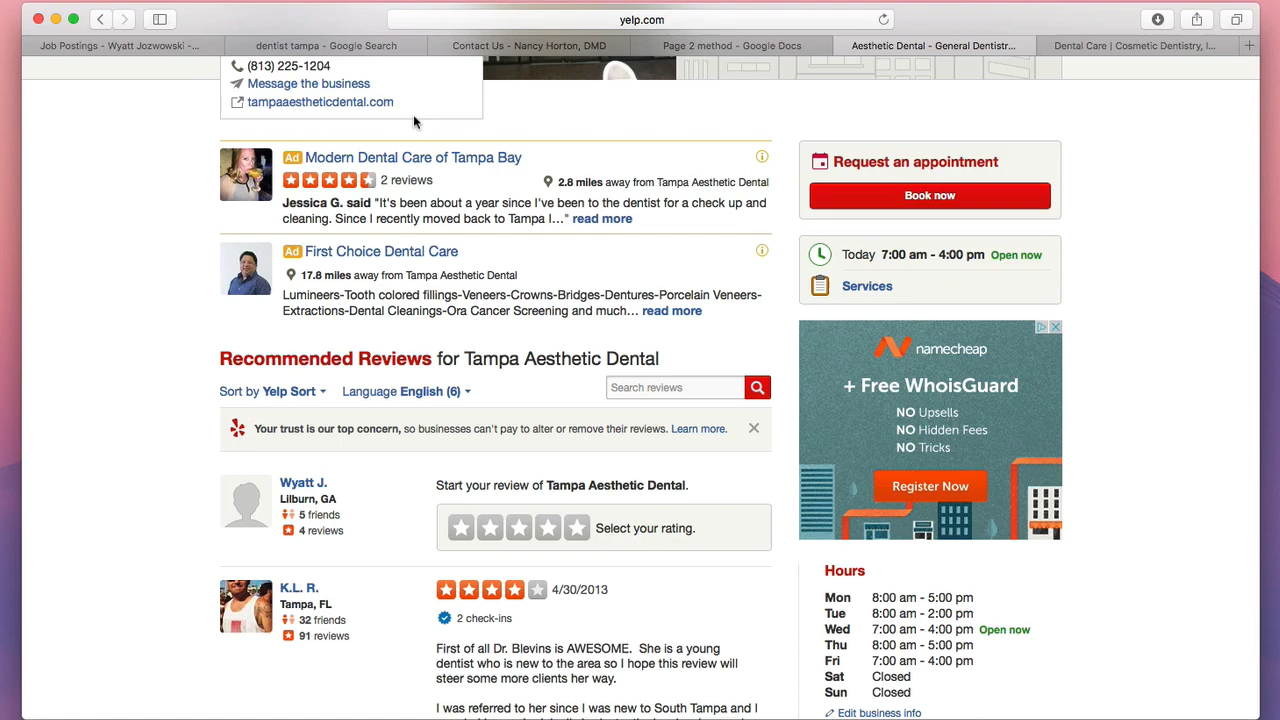 yelp.com
Job Postings - Wyatt Jozwowski -...
dentist tampa - Google Search
Contact Us - Nancy Horton, DMD
Page 2 method - Google Docs
Aesthetic Dental - General Dentistr...
Dental Care | Cosmetic Dentistry, I...
(813) 225-1204
Message the business
tampaaestheticdental.com
Ad Modern Dental Care of Tampa Bay
2 reviews
2.8 miles away from Tampa Aesthetic Dental
Jessica G. said "It's been about a year since I've been to the dentist for a check up and
cleaning. Since I recently moved back to Tampa I…" read more
Ad First Choice Dental Care
17.8 miles away from Tampa Aesthetic Dental
Lumineers-Tooth colored fillings-Veneers-Crowns-Bridges-Dentures-Porcelain Veneers-
Extractions-Dental Cleanings-Ora Cancer Screening and much… read more
Recommended Reviews for Tampa Aesthetic Dental
Sort by Yelp Sort
Language English (6)
Search reviews
Your trust is our top concern, so businesses can't pay to alter or remove their reviews. Learn more.
Wyatt J.
Lilburn, GA
5 friends
4 reviews
Start your review of Tampa Aesthetic Dental.
Select your rating.
K.L. R.
Tampa, FL
32 friends
91 reviews
4/30/2013
2 check-ins
First of all Dr. Blevins is AWESOME. She is a young
dentist who is new to the area so I hope this review will
steer some more clients her way.
I was referred to her since I was new to South Tampa and I
Request an appointment
Book now
Today 7:00 am - 4:00 pm Open now
Services
namecheap
+ Free WhoisGuard
NO Upsells
NO Hidden Fees
NO Tricks
Register Now
Hours
Mon 8:00 am - 5:00 pm
Tue 8:00 am - 2:00 pm
Wed 7:00 am - 4:00 pm Open now
Thu 8:00 am - 5:00 pm
Fri 7:00 am - 4:00 pm
Sat Closed
Sun Closed
Edit business info